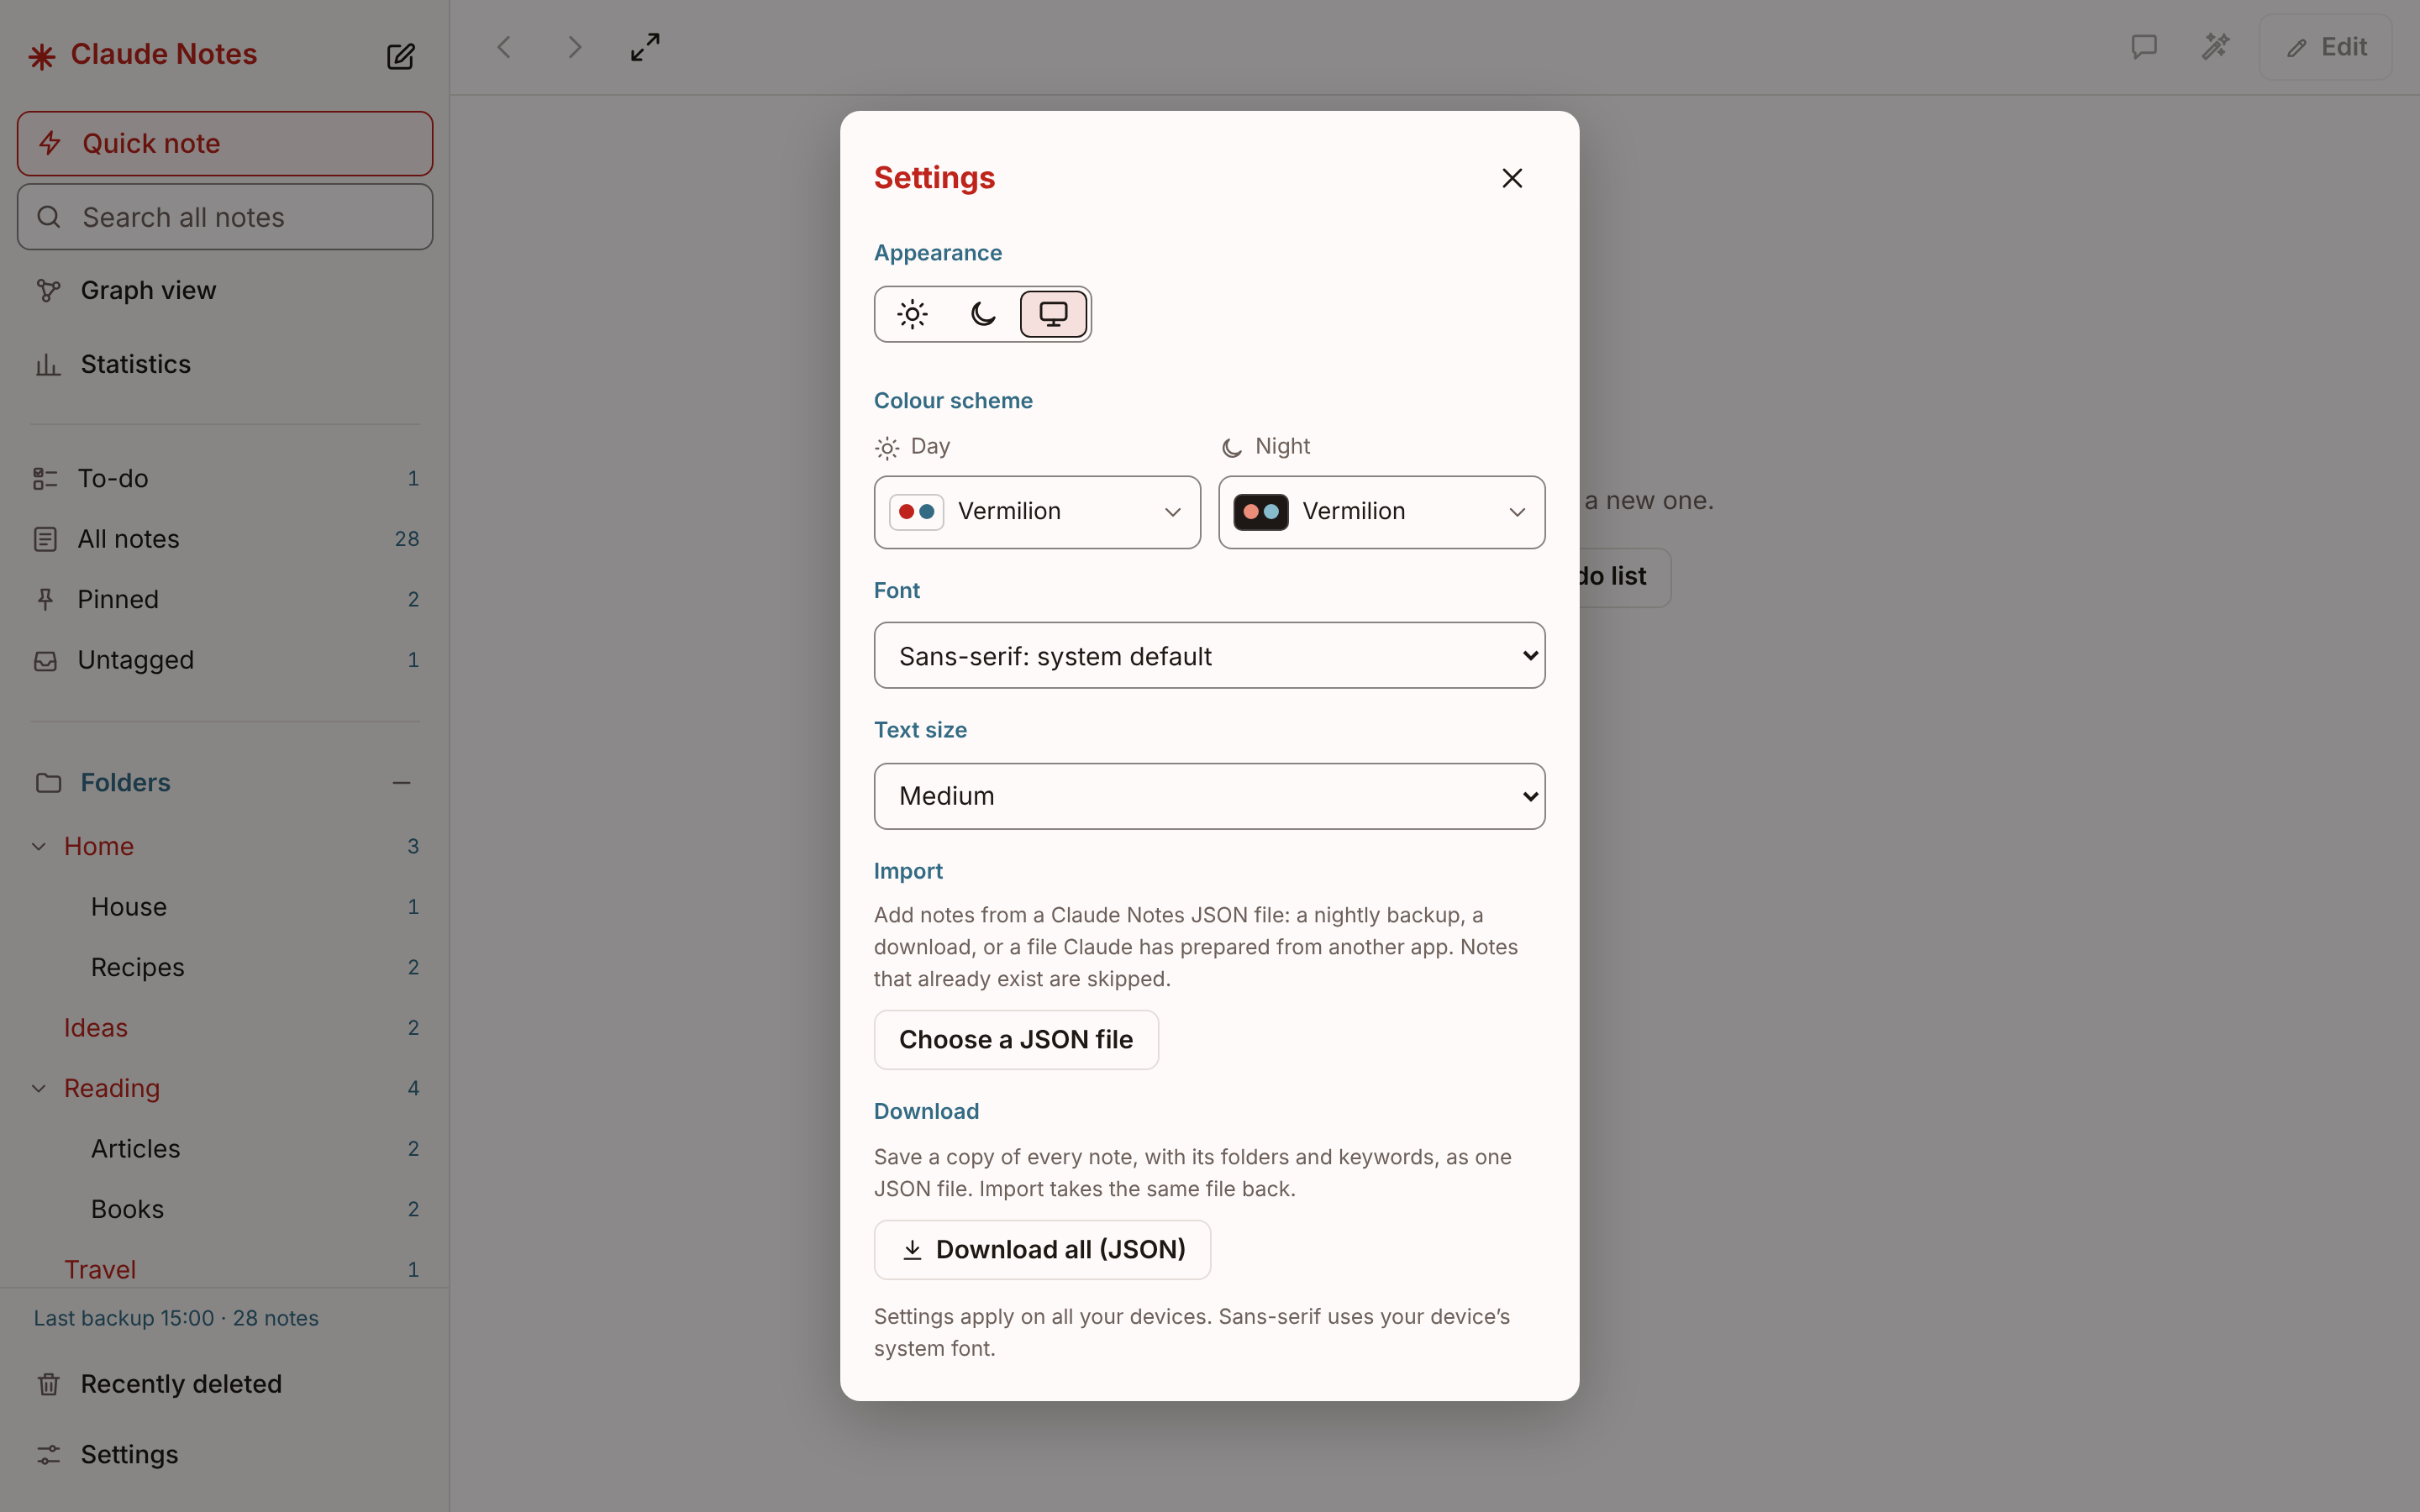 Claude Notes
Quick note
Search all notes
Graph view
Statistics
To-do 1
All notes 28
Pinned 2
Untagged 1
Folders
Home 3
House 1
Recipes 2
Ideas 2
Reading 4
Articles 2
Books 2
Travel 1
Last backup 15:00 · 28 notes
Recently deleted
Settings
Edit
a new one.
do list
Settings
Appearance
Colour scheme
Day Night
Vermilion Vermilion
Font
Sans-serif: system default
Text size
Medium
Import
Add notes from a Claude Notes JSON file: a nightly backup, a
download, or a file Claude has prepared from another app. Notes
that already exist are skipped.
Choose a JSON file
Download
Save a copy of every note, with its folders and keywords, as one
JSON file. Import takes the same file back.
Download all (JSON)
Settings apply on all your devices. Sans-serif uses your device’s
system font.